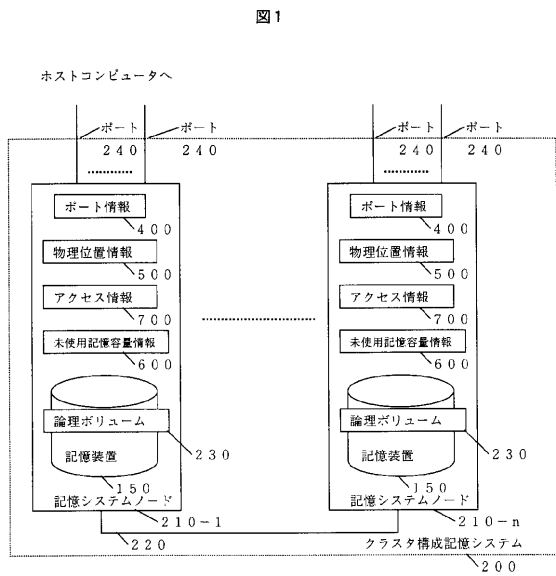 図1
ホストコンピュータへ
ポート ポート ポート ポート
240 240 240 240
ポート情報 ポート情報
400 400
物理位置情報 物理位置情報
500 500
アクセス情報 アクセス情報
700 700
未使用記憶容量情報 未使用記憶容量情報
600 600
論理ボリューム 論理ボリューム
230 230
記憶装置 記憶装置
150 150
記憶システムノード 記憶システムノード
210-1 210-n
220
クラスタ構成記憶システム
200